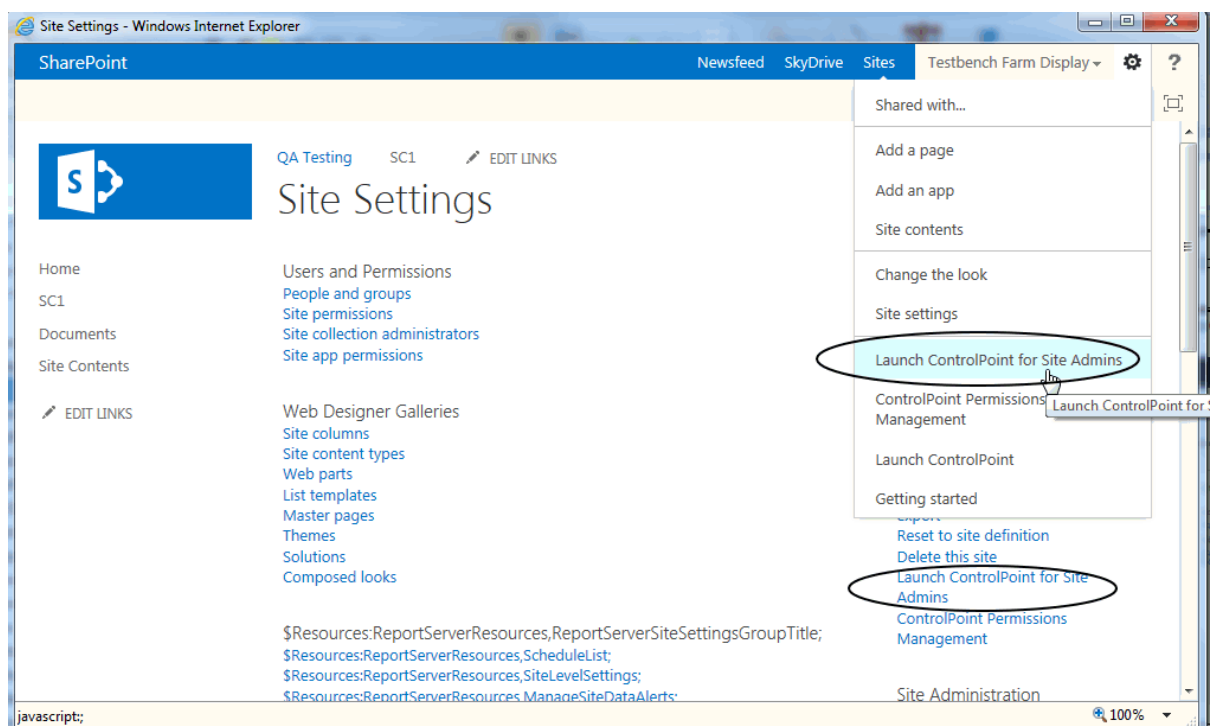 Site Settings - Windows Internet Explorer
SharePoint
Newsfeed SkyDrive Sites Testbench Farm Display ?
S
QA Testing SC1 EDIT LINKS
Site Settings
Home
SC1
Documents
Site Contents
EDIT LINKS
Users and Permissions
People and groups
Site permissions
Site collection administrators
Site app permissions
Web Designer Galleries
Site columns
Site content types
Web parts
List templates
Master pages
Themes
Solutions
Composed looks
$Resources:ReportServerResources,ReportServerSiteSettingsGroupTitle;
$Resources:ReportServerResources,ScheduleList;
$Resources:ReportServerResources,SiteLevelSettings;
$Resources:ReportServerResources,ManageSiteDataAlerts;
Shared with...
Add a page
Add an app
Site contents
Change the look
Site settings
Launch ControlPoint for Site Admins
ControlPoint Permissions
Management
Launch ControlPoint for S
Launch ControlPoint
Getting started
Export
Reset to site definition
Delete this site
Launch ControlPoint for Site
Admins
ControlPoint Permissions
Management
Site Administration
javascript:;
100%